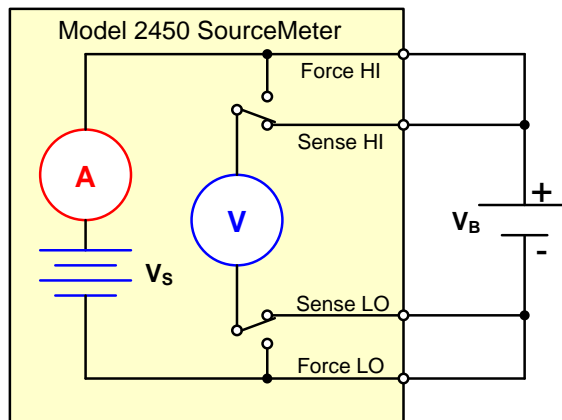 Model 2450 SourceMeter
Force HI
Sense HI
A
V
+
V_B
-
V_S
Sense LO
Force LO